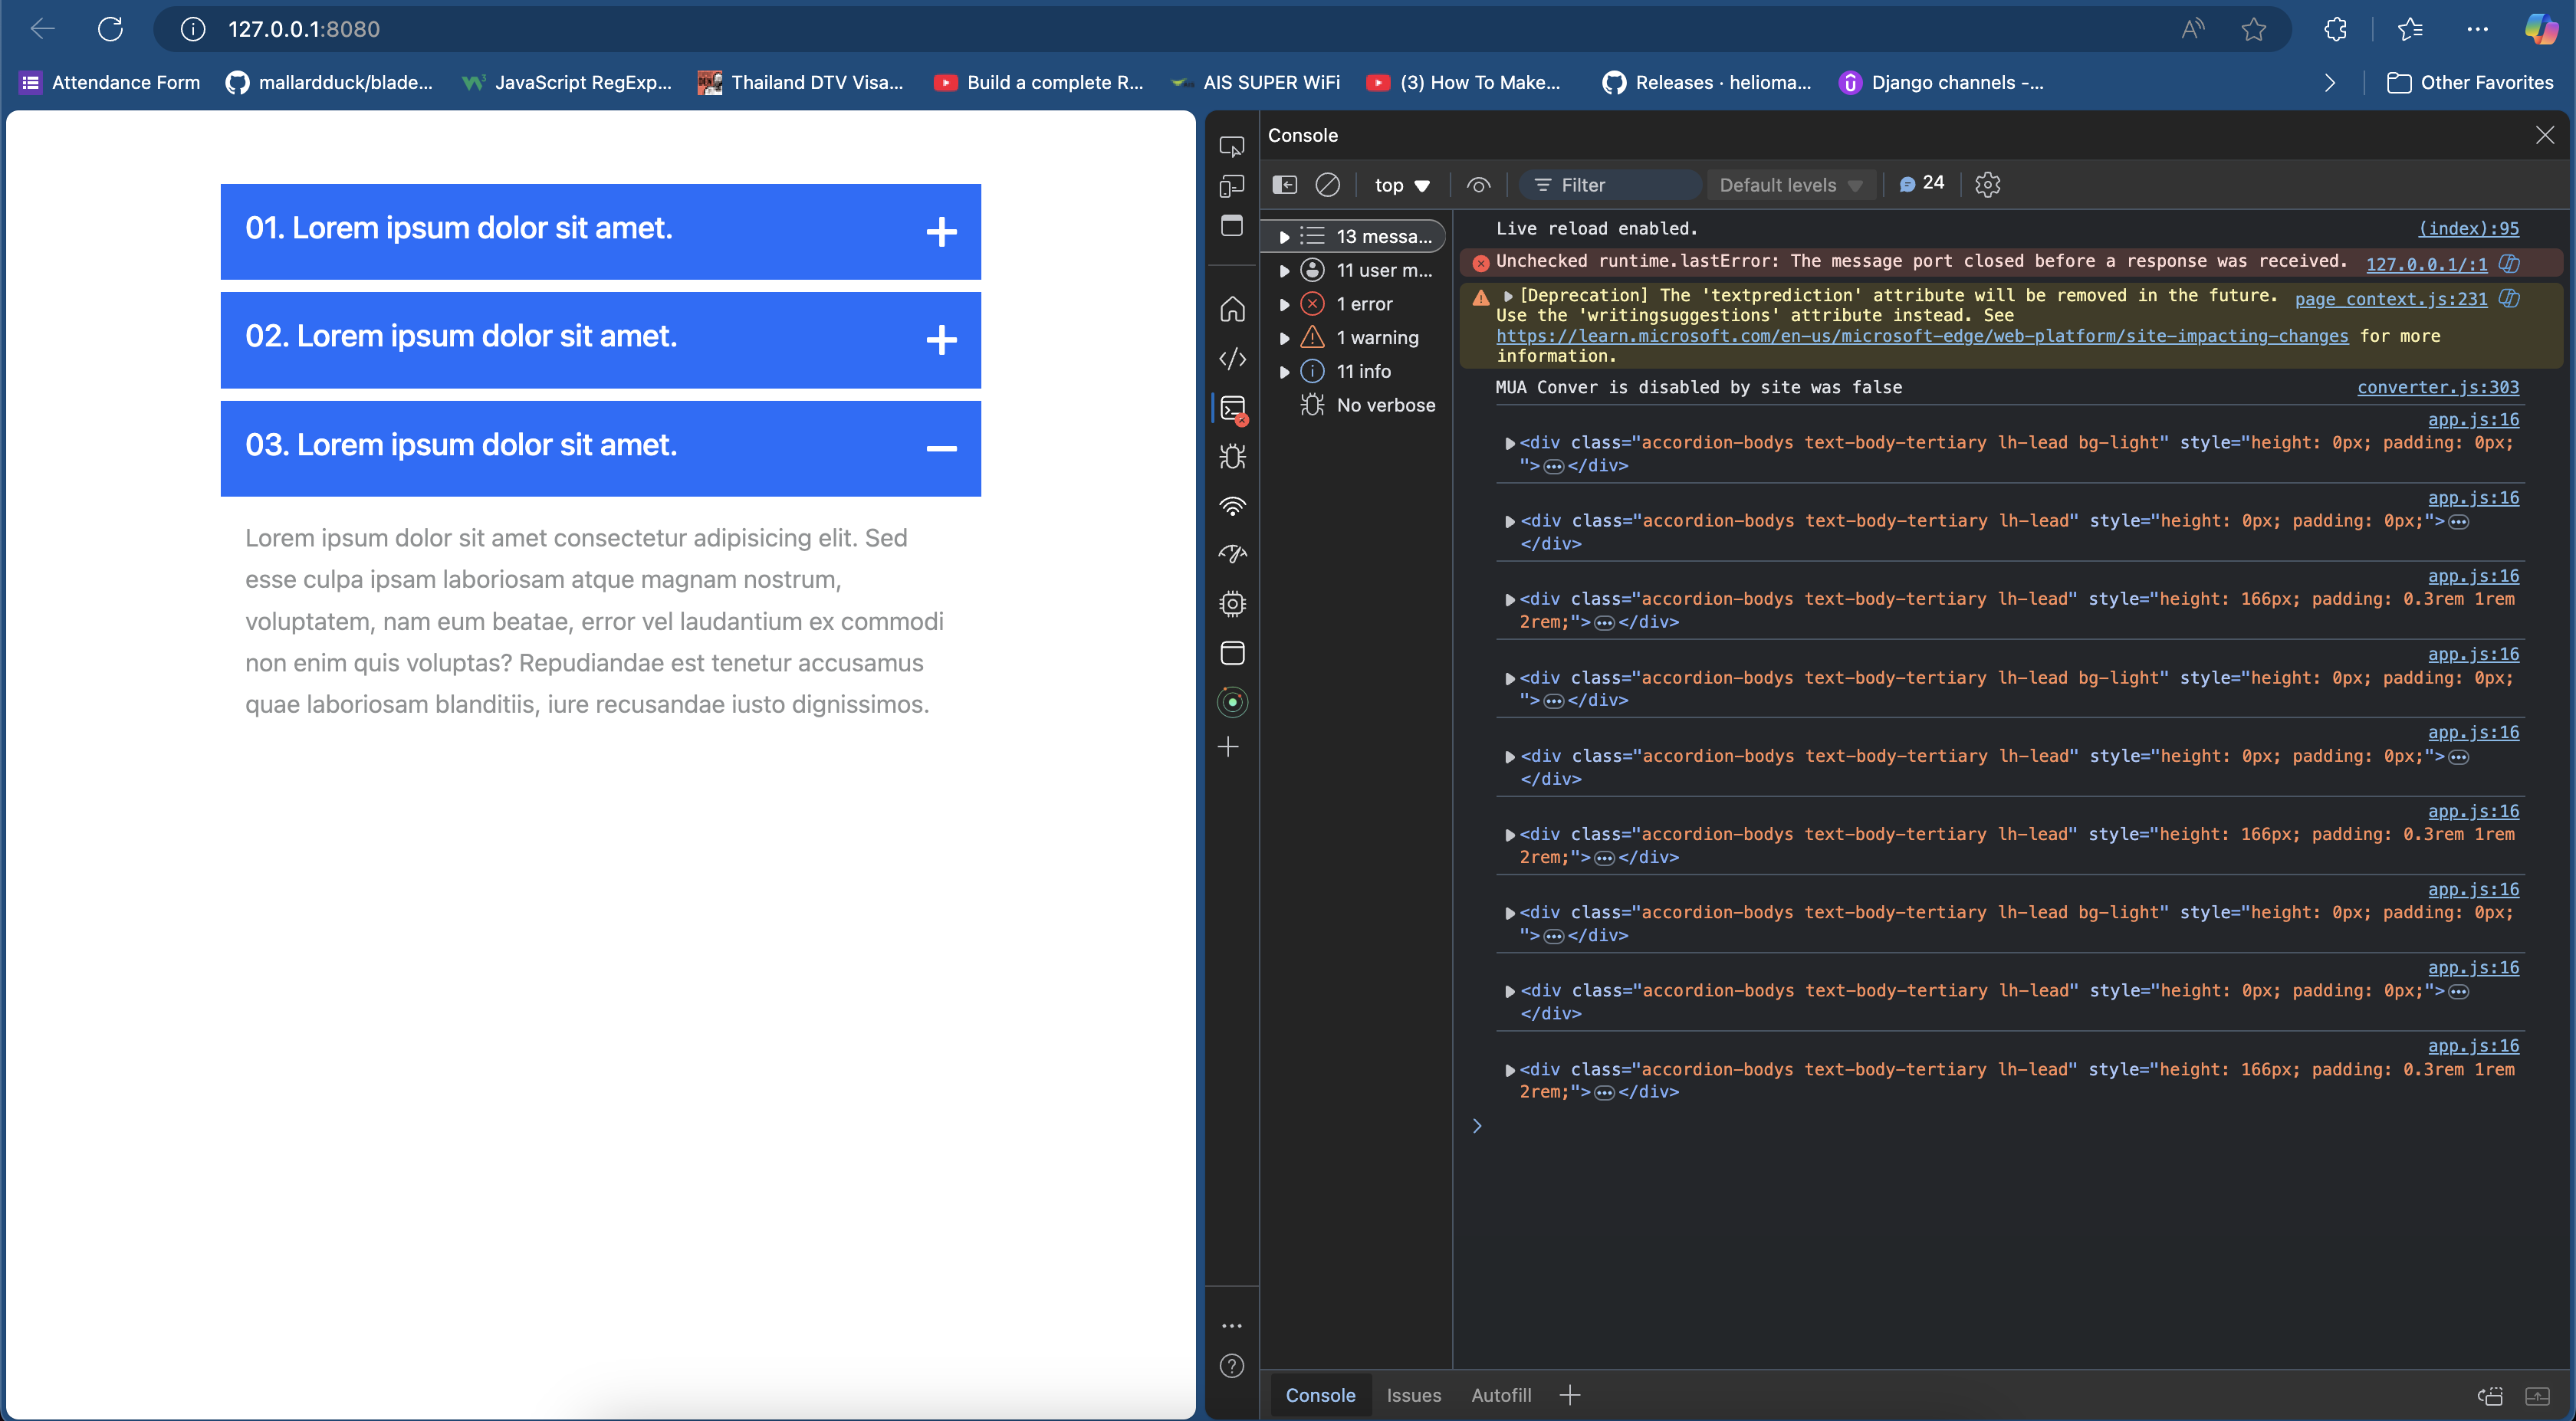 127.0.0.1:8080
Attendance Form
mallardduck/blade...
JavaScript RegExp...
Thailand DTV Visa...
Build a complete R...
AIS SUPER WiFi
(3) How To Make...
Releases · helioma...
Django channels -...
Other Favorites
01. Lorem ipsum dolor sit amet.
02. Lorem ipsum dolor sit amet.
03. Lorem ipsum dolor sit amet.
Lorem ipsum dolor sit amet consectetur adipisicing elit. Sed
esse culpa ipsam laboriosam atque magnam nostrum,
voluptatem, nam eum beatae, error vel laudantium ex commodi
non enim quis voluptas? Repudiandae est tenetur accusamus
quae laboriosam blanditiis, iure recusandae iusto dignissimos.
Console
top
Filter
Default levels
24
13 messa...
11 user m...
1 error
1 warning
11 info
No verbose
Live reload enabled. (index):95
Unchecked runtime.lastError: The message port closed before a response was received. 127.0.0.1/:1
[Deprecation] The 'textprediction' attribute will be removed in the future. page_context.js:231
Use the 'writingsuggestions' attribute instead. See
https://learn.microsoft.com/en-us/microsoft-edge/web-platform/site-impacting-changes for more
information.
MUA Conver is disabled by site was false converter.js:303
app.js:16
<div class="accordion-bodys text-body-tertiary lh-lead bg-light" style="height: 0px; padding: 0px;
">…</div>
app.js:16
<div class="accordion-bodys text-body-tertiary lh-lead" style="height: 0px; padding: 0px;">…
</div>
app.js:16
<div class="accordion-bodys text-body-tertiary lh-lead" style="height: 166px; padding: 0.3rem 1rem
2rem;">…</div>
app.js:16
<div class="accordion-bodys text-body-tertiary lh-lead bg-light" style="height: 0px; padding: 0px;
">…</div>
app.js:16
<div class="accordion-bodys text-body-tertiary lh-lead" style="height: 0px; padding: 0px;">…
</div>
app.js:16
<div class="accordion-bodys text-body-tertiary lh-lead" style="height: 166px; padding: 0.3rem 1rem
2rem;">…</div>
app.js:16
<div class="accordion-bodys text-body-tertiary lh-lead bg-light" style="height: 0px; padding: 0px;
">…</div>
app.js:16
<div class="accordion-bodys text-body-tertiary lh-lead" style="height: 0px; padding: 0px;">…
</div>
app.js:16
<div class="accordion-bodys text-body-tertiary lh-lead" style="height: 166px; padding: 0.3rem 1rem
2rem;">…</div>
Console
Issues
Autofill